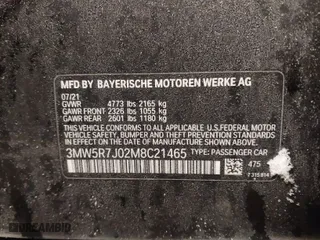 MFD BY BAYERISCHE MOTOREN WERKE AG
07/21
GVWR 4773 lbs 2165 kg
GAWR FRONT 2326 lbs 1055 kg
GAWR REAR 2601 lbs 1180 kg
THIS VEHICLE CONFORMS TO ALL APPLICABLE FEDERAL MOTOR VEHICLE SAFETY, BUMPER, AND THEFT PREVENTION STANDARDS IN EFFECT ON THE DATE OF MANUFACTURE SHOWN ABOVE.
3MW5R7J02M8C21465
TYPE: PASSENGER CAR
475